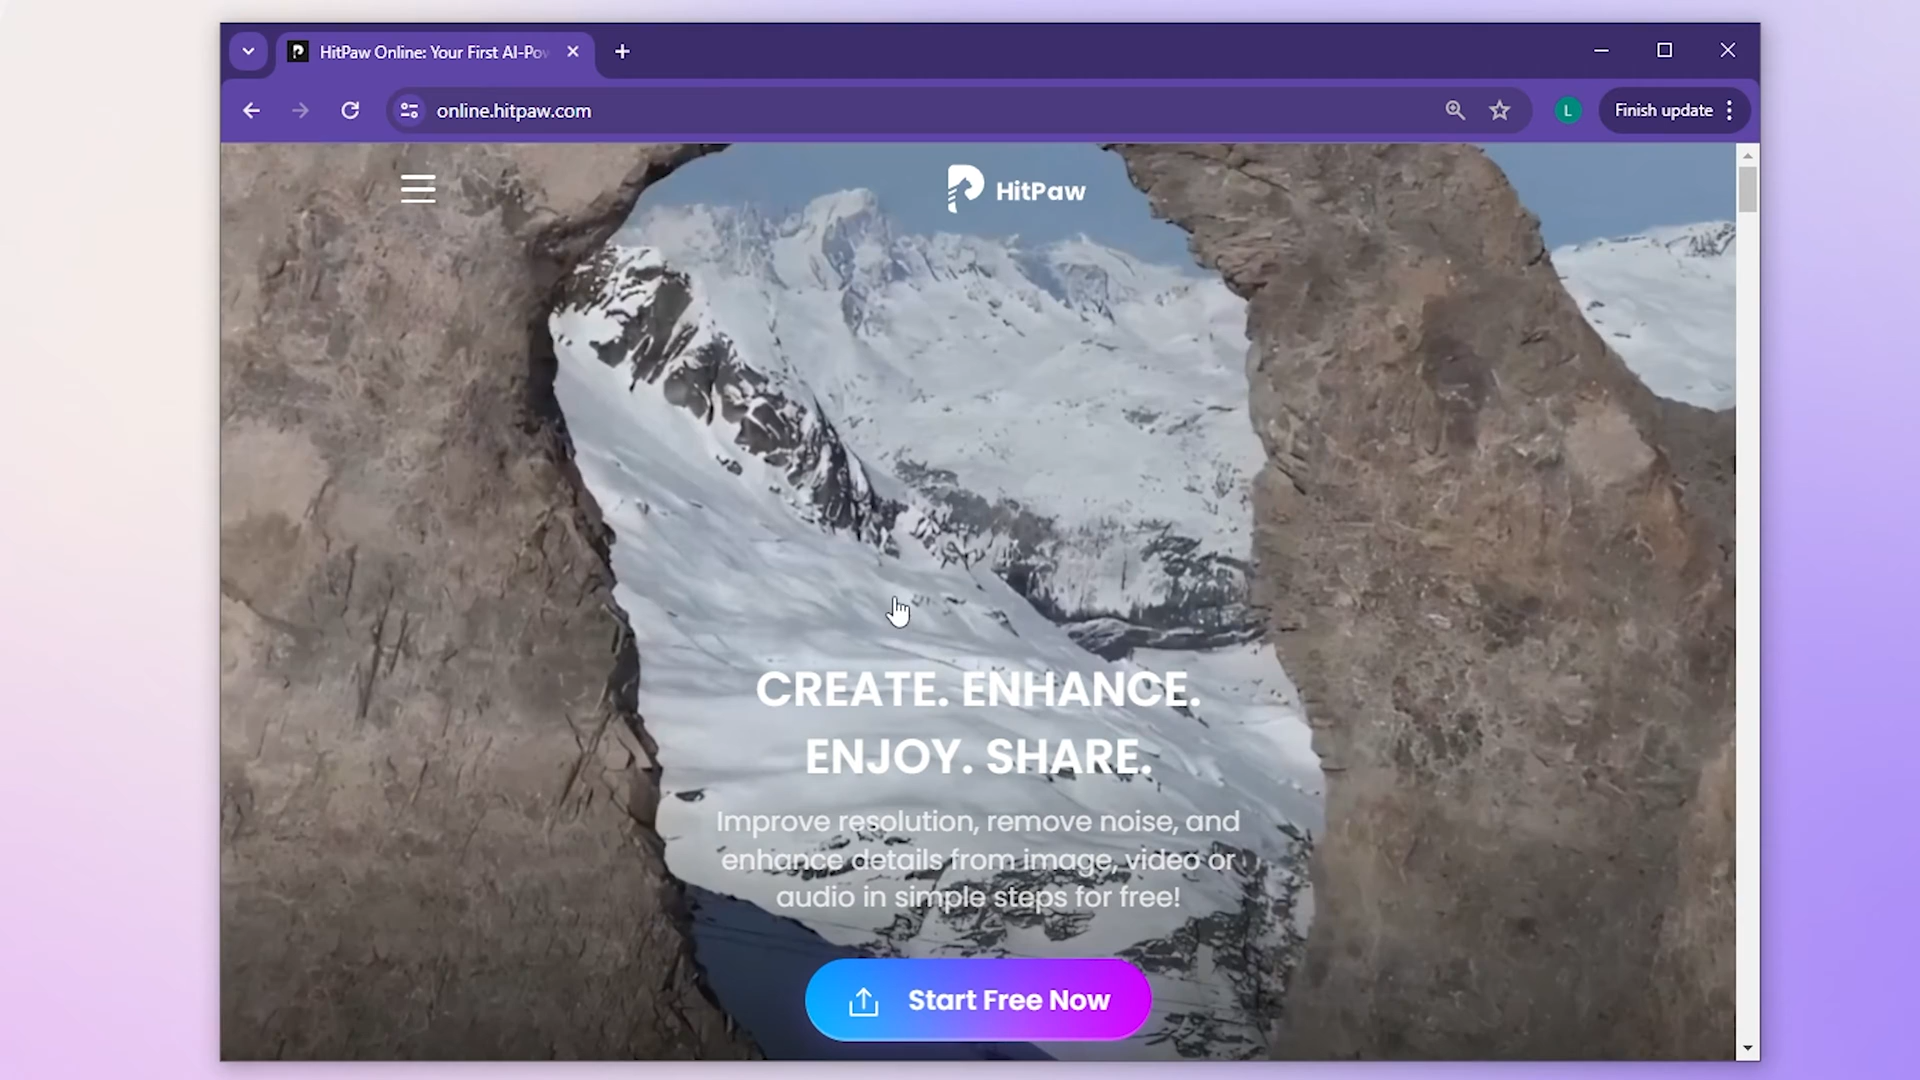 HitPaw Online: Your First AI-Pow
online.hitpaw.com
L
Finish update
HitPaw
CREATE. ENHANCE.
ENJOY. SHARE.
Improve resolution, remove noise, and
enhance details from image, video or
audio in simple steps for free!
Start Free Now